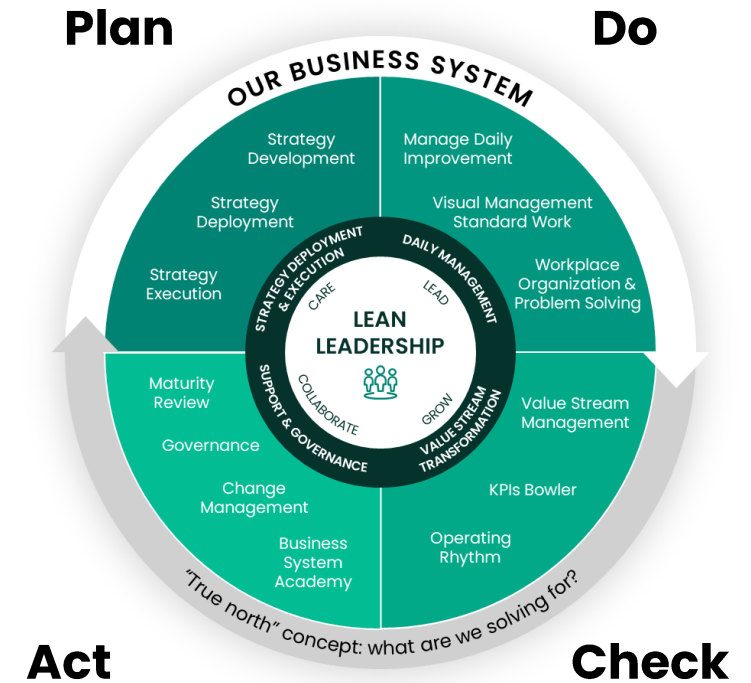 Plan
Do
OUR BUSINESS SYSTEM
Strategy
Development
Strategy
Deployment
Strategy
Execution
Manage Daily
Improvement
Visual Management
Standard Work
Workplace
Organization &
Problem Solving
STRATEGY DEPLOYMENT
& EXECUTION
DAILY MANAGEMENT
CARE
LEAD
LEAN
LEADERSHIP
COLLABORATE
GROW
SUPPORT & GOVERNANCE
VALUE STREAM
TRANSFORMATION
Maturity
Review
Governance
Change
Management
Business
System
Academy
Value Stream
Management
KPIs Bowler
Operating
Rhythm
“True north” concept: what are we solving for?
Act
Check